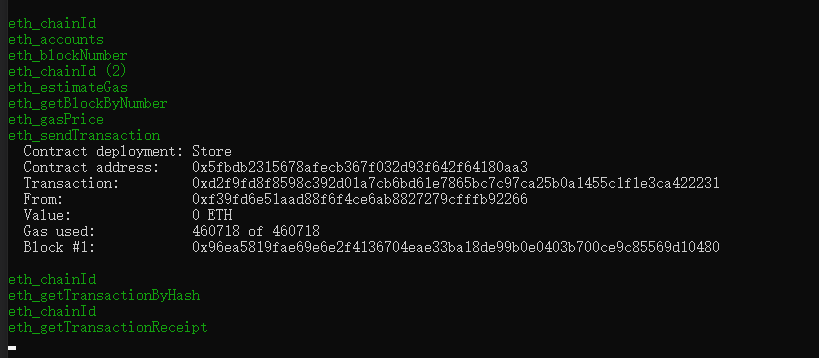 eth_chainId
eth_accounts
eth_blockNumber
eth_chainId (2)
eth_estimateGas
eth_getBlockByNumber
eth_gasPrice
eth_sendTransaction
  Contract deployment: Store
  Contract address:    0x5fbdb2315678afecb367f032d93f642f64180aa3
  Transaction:         0xd2f9fd8f8598c392d01a7cb6bd61e7865bc7c97ca25b0a1455c1f1e3ca422231
  From:                0xf39fd6e51aad88f6f4ce6ab8827279cfffb92266
  Value:               0 ETH
  Gas used:            460718 of 460718
  Block #1:            0x96ea5819fae69e6e2f4136704eae33ba18de99b0e0403b700ce9c85569d10480
eth_chainId
eth_getTransactionByHash
eth_chainId
eth_getTransactionReceipt